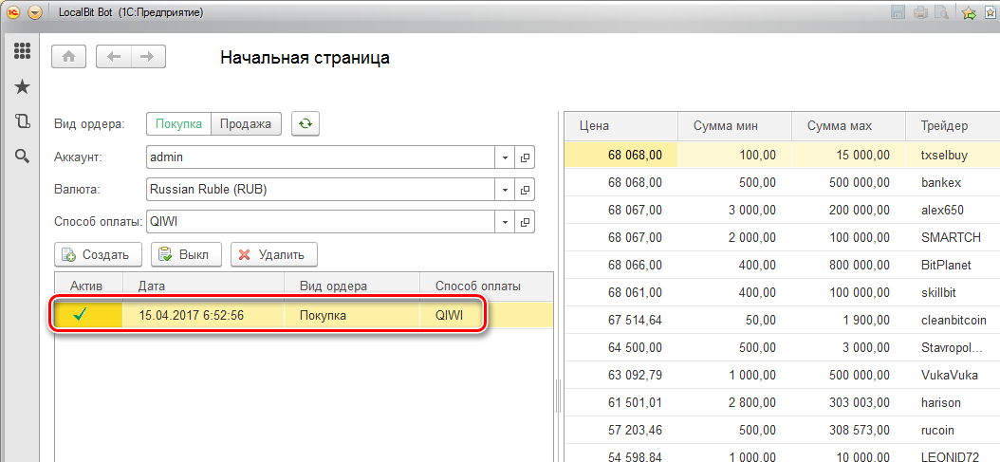 LocalBit Bot (1С:Предприятие)
Начальная страница
Вид ордера: Покупка Продажа
Аккаунт: admin
Валюта: Russian Ruble (RUB)
Способ оплаты: QIWI
Создать Выкл Удалить
Актив Дата Вид ордера Способ оплаты
15.04.2017 6:52:56 Покупка QIWI
Цена Сумма мин Сумма мах Трейдер
68 068,00 100,00 15 000,00 txselbuy
68 068,00 500,00 500 000,00 bankex
68 067,00 3 000,00 200 000,00 alex650
68 067,00 2 000,00 100 000,00 SMARTCH
68 066,00 400,00 800 000,00 BitPlanet
68 061,00 400,00 100 000,00 skillbit
67 514,64 50,00 1 900,00 cleanbitcoin
64 500,00 500,00 3 000,00 Stavropol...
63 092,79 1 000,00 500 000,00 VukaVuka
61 501,01 2 800,00 303 003,00 harison
57 203,46 500,00 308 573,00 rucoin
54 598,84 1 000,00 10 000,00 LEONID72